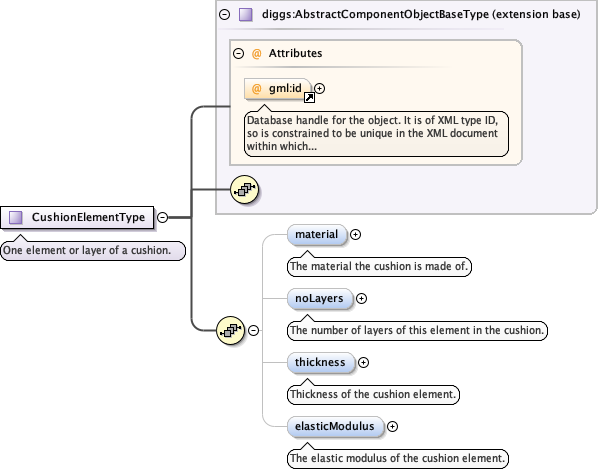 diggs:AbstractComponentObjectBaseType (extension base)
@ Attributes
@ gml:id
Database handle for the object. It is of XML type ID,
so is constrained to be unique in the XML document
within which...
CushionElementType
One element or layer of a cushion.
material
The material the cushion is made of.
noLayers
The number of layers of this element in the cushion.
thickness
Thickness of the cushion element.
elasticModulus
The elastic modulus of the cushion element.